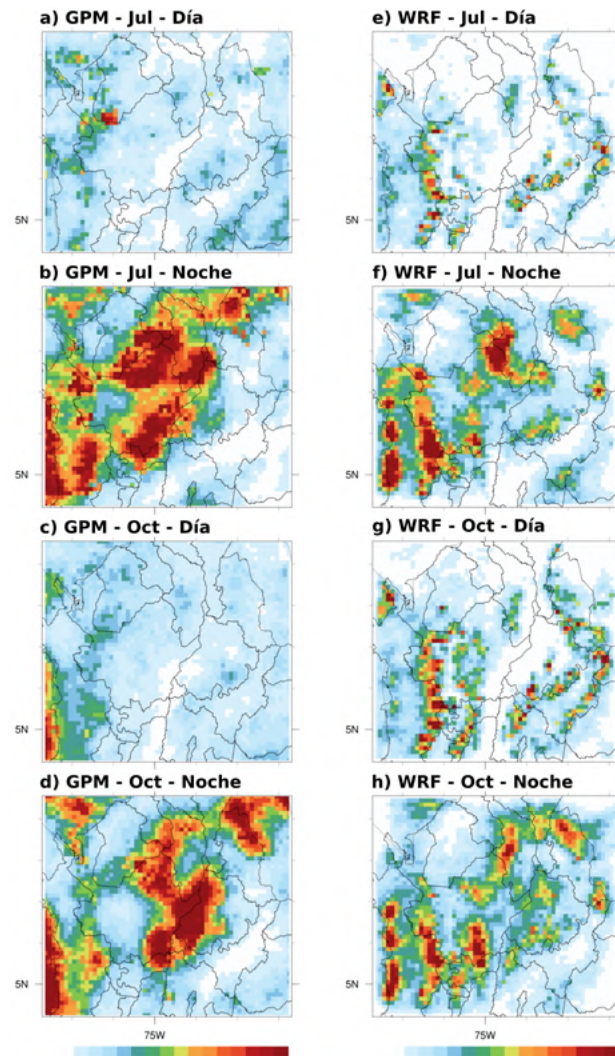 a) GPM - Jul - Día
e) WRF - Jul - Día
5N
5N
b) GPM - Jul - Noche
f) WRF - Jul - Noche
5N
5N
c) GPM - Oct - Día
g) WRF - Oct - Día
5N
5N
d) GPM - Oct - Noche
h) WRF - Oct - Noche
5N
5N
75W
75W